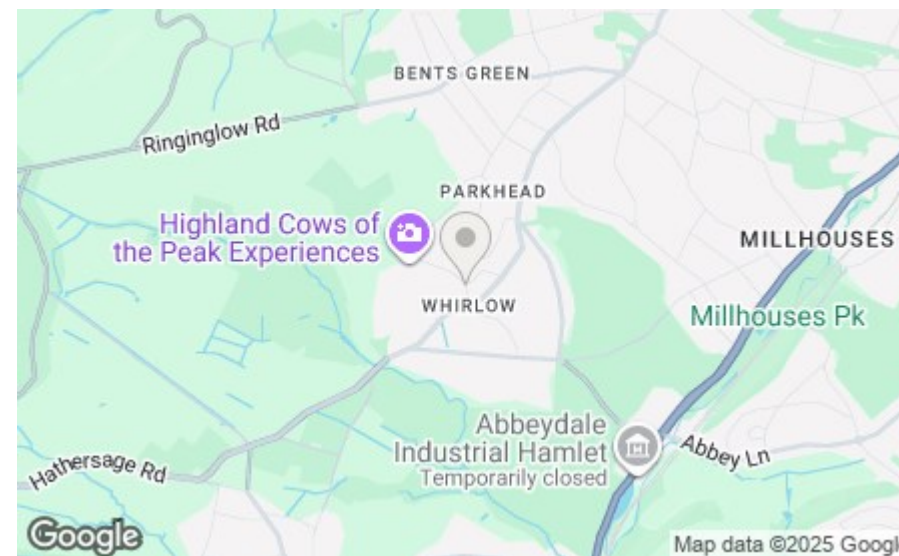 BENTS GREEN
Ringinglow Rd
PARKHEAD
Highland Cows of
the Peak Experiences
MILLHOUSES
WHIRLOW
Millhouses Pk
Abbeydale
Industrial Hamlet
Temporarily closed
Abbey Ln
Hathersage Rd
Google
Map data ©2025 Googl